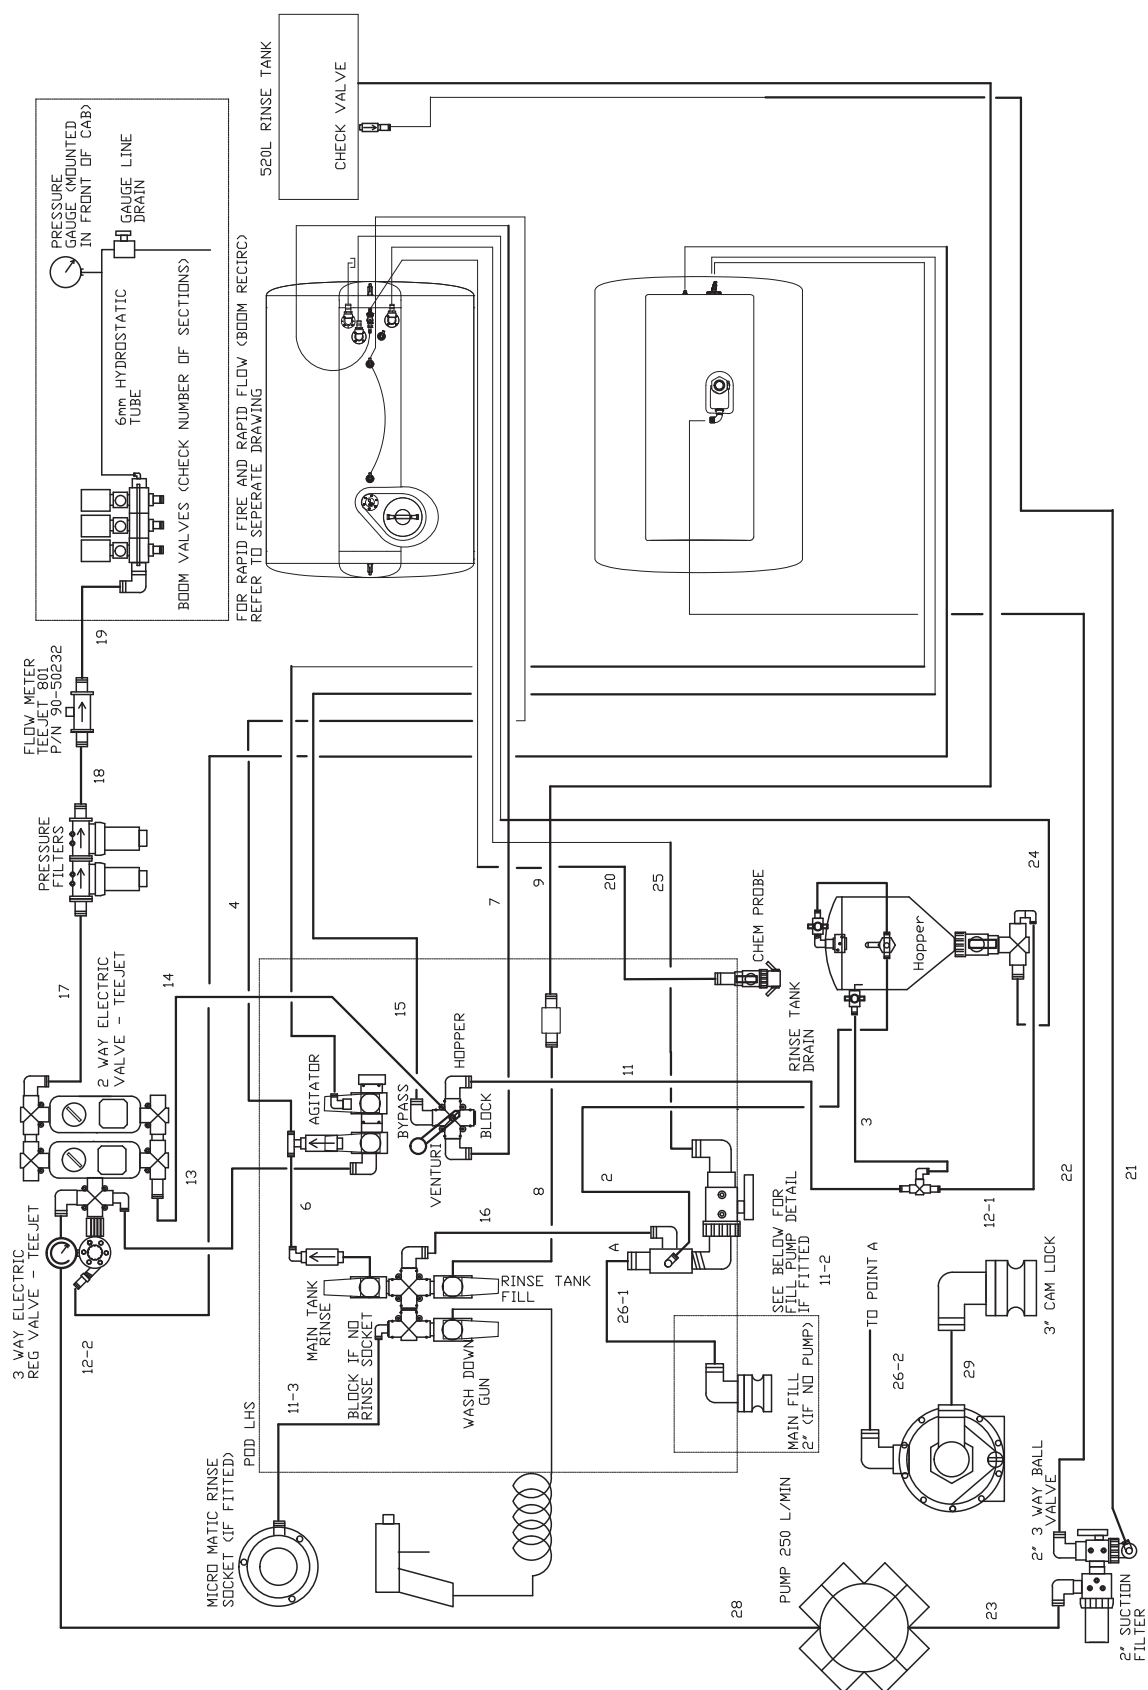 520L RINSE TANK
CHECK VALVE
PRESSURE
GAUGE (MOUNTED
IN FRONT OF CAB)
GAUGE LINE
DRAIN
6mm HYDROSTATIC
TUBE
BOOM VALVES (CHECK NUMBER OF SECTIONS)
FOR RAPID FIRE AND RAPID FLOW (BOOM RECIRC)
REFER TO SEPERATE DRAWING
19
FLOW METER
TEEJET 801
P/N 90-50232
18
PRESSURE
FILTERS
17
2 WAY ELECTRIC
VALVE - TEEJET
14
13
3 WAY ELECTRIC
REG VALVE - TEEJET
12-2
4
7
9
20
25
24
CHEM PROBE
Hopper
RINSE TANK
DRAIN
15
AGITATOR
BYPASS
HOPPER
VENTURI
BLOCK
11
3
6
16
8
2
A
22
21
12-1
MAIN TANK
RINSE
RINSE TANK
FILL
BLOCK IF NO
RINSE SOCKET
WASH DOWN
GUN
11-3
POD LHS
26-1
SEE BELOW FOR
FILL PUMP DETAIL
IF FITTED
11-2
MAIN FILL
2" (IF NO PUMP)
TO POINT A
26-2
29
3" CAM LOCK
MICRO MATIC RINSE
SOCKET (IF FITTED)
28
PUMP 250 L/MIN
23
2" 3 WAY BALL
VALVE
2" SUCTION
FILTER